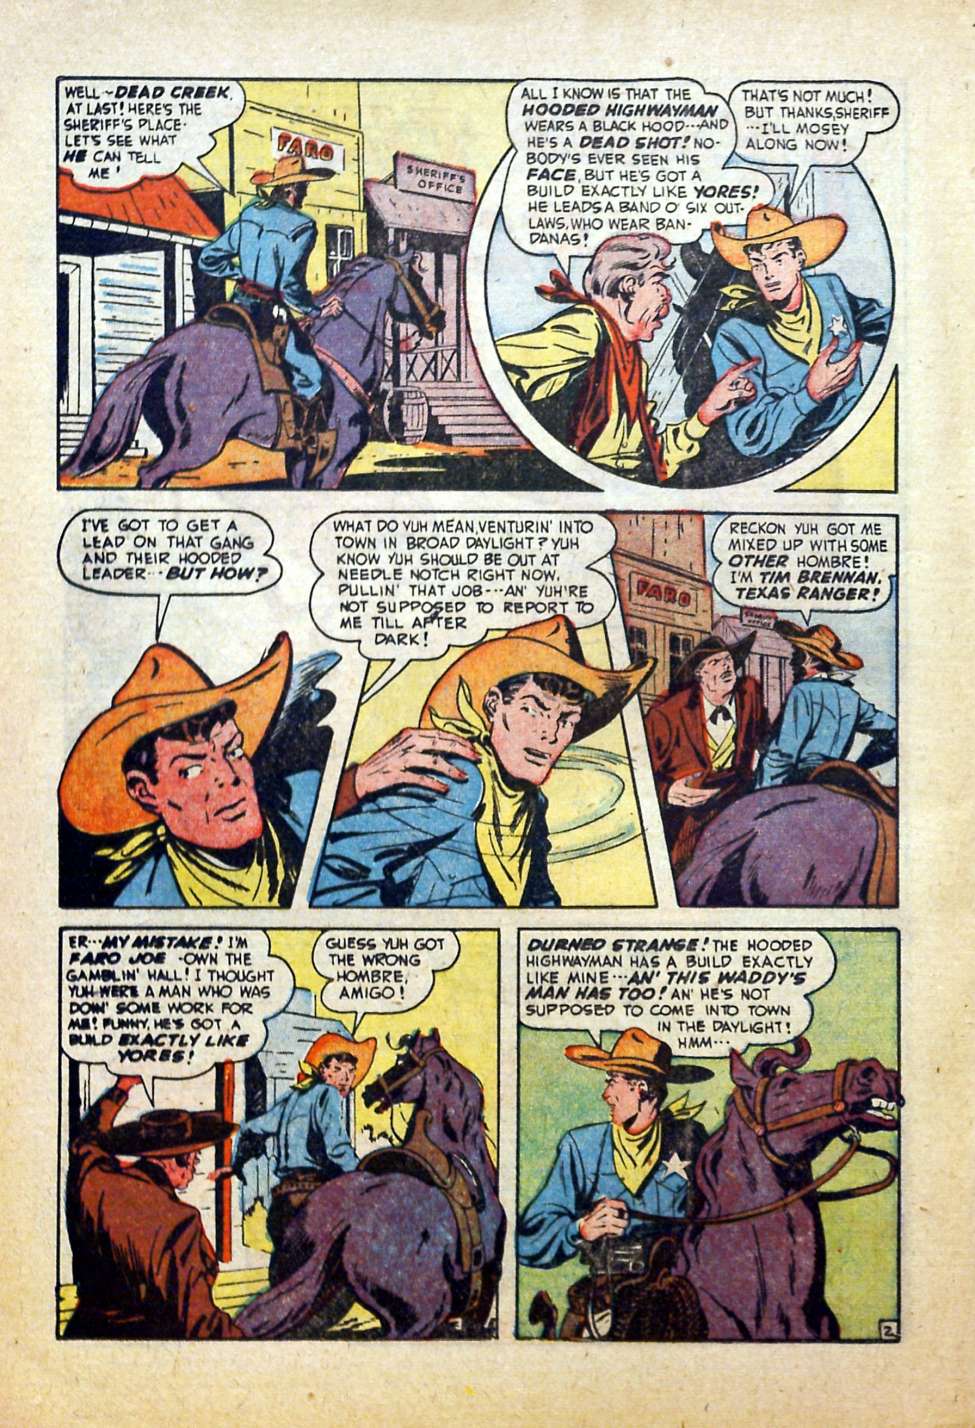 WELL--DEAD CREEK,
AT LAST! HERE'S THE
SHERIFF'S PLACE-
LET'S SEE WHAT
HE CAN TELL
ME!
FARO
SHERIFF'S
OFFICE
ALL I KNOW IS THAT THE
HOODED HIGHWAYMAN
WEARS A BLACK HOOD---AND
HE'S A DEAD SHOT! NO-
BODY'S EVER SEEN HIS
FACE, BUT HE'S GOT A
BUILD EXACTLY LIKE YORES!
HE LEADS A BAND O' SIX OUT-
LAWS, WHO WEAR BAN-
DANAS!
THAT'S NOT MUCH!
BUT THANKS, SHERIFF
---I'LL MOSEY
ALONG NOW!
I'VE GOT TO GET A
LEAD ON THAT GANG
AND THEIR HOODED
LEADER---BUT HOW?
WHAT DO YUH MEAN, VENTURIN' INTO
TOWN IN BROAD DAYLIGHT? YUH
KNOW YUH SHOULD BE OUT AT
NEEDLE NOTCH RIGHT NOW,
PULLIN' THAT JOB---AN' YUH'RE
NOT SUPPOSED TO REPORT TO
ME TILL AFTER
DARK!
RECKON YUH GOT ME
MIXED UP WITH SOME
OTHER HOMBRE!
I'M TIM BRENNAN,
TEXAS RANGER!
FARO
SHERIFF'S
OFFICE
ER---MY MISTAKE! I'M
FARO JOE -OWN THE
GAMBLIN' HALL! I THOUGHT
YUH WERE A MAN WHO WAS
DOIN' SOME WORK FOR
ME! FUNNY, HE'S GOT A
BUILD EXACTLY LIKE
YORES!
GUESS YUH GOT
THE WRONG
HOMBRE,
AMIGO!
DURNED STRANGE! THE HOODED
HIGHWAYMAN HAS A BUILD EXACTLY
LIKE MINE---AN' THIS WADDY'S
MAN HAS TOO! AN' HE'S NOT
SUPPOSED TO COME INTO TOWN
IN THE DAYLIGHT!
HMM---
2